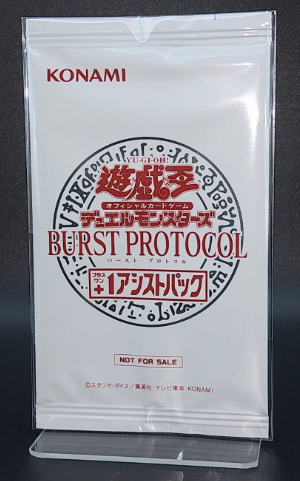 KONAMI
YU-GI-OH!
遊戯王
オフィシャルカードゲーム
デュエルモンスターズ
BURST PROTOCOL
バースト・プロトコル
プラスワン
+1アシストパック
NOT FOR SALE
©スタジオ・ダイス／集英社・テレビ東京・KONAMI